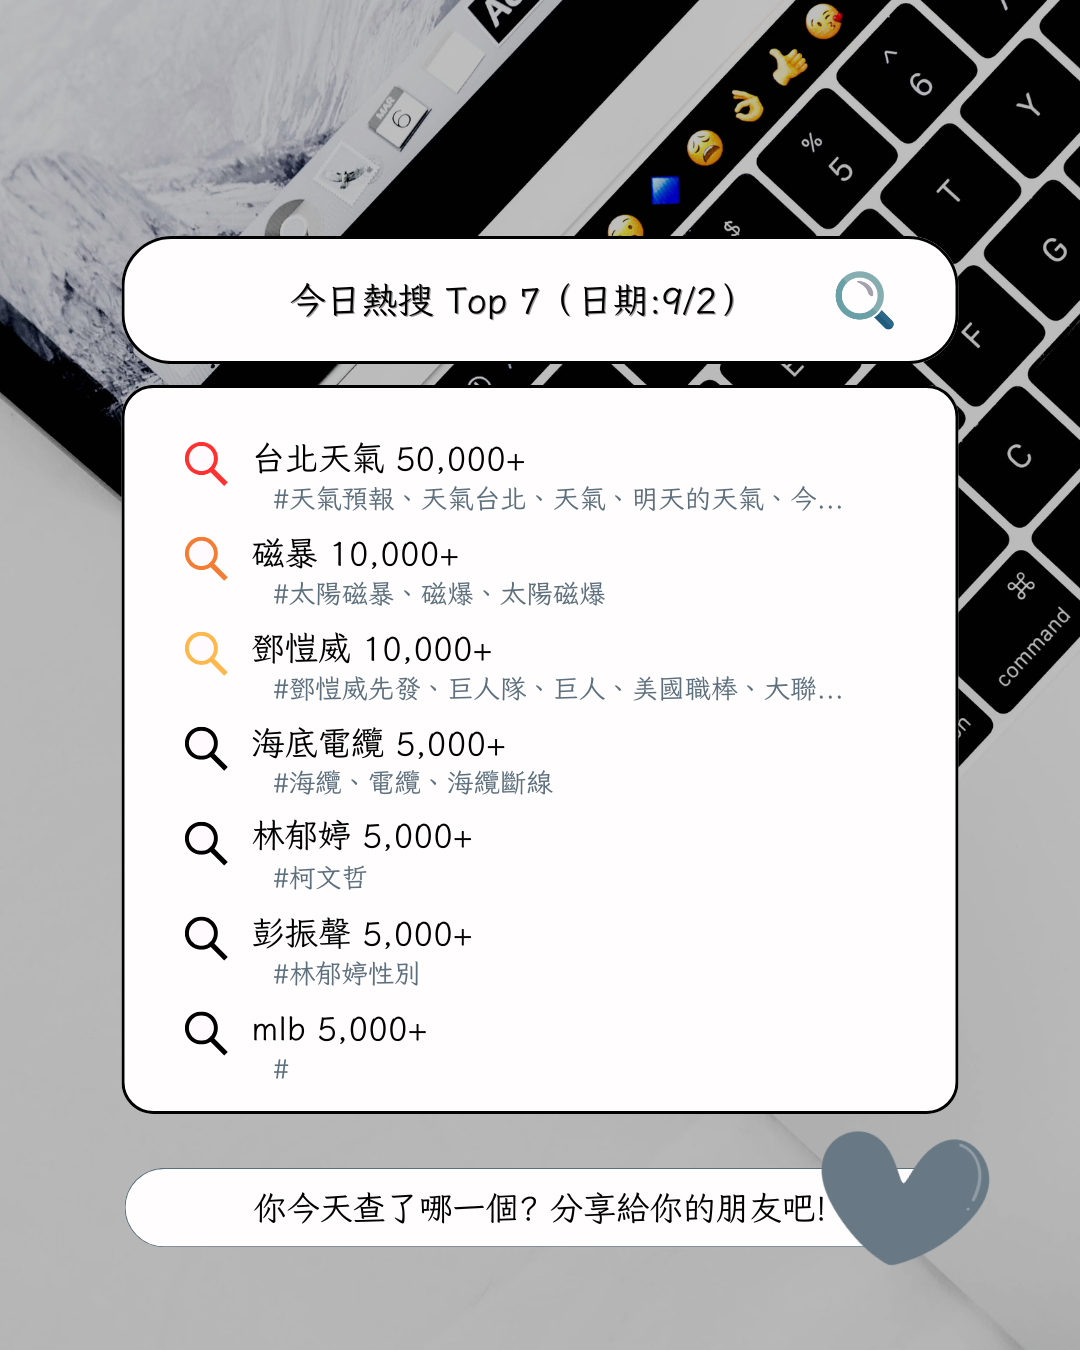 Ad
MAR
6
^
6
Y
%
5
T
$
G
F
E
C
⌘
command
今日熱搜 Top 7（日期:9/2）
台北天氣 50,000+
#天氣預報、天氣台北、天氣、明天的天氣、今...
磁暴 10,000+
#太陽磁暴、磁爆、太陽磁爆
鄧愷威 10,000+
#鄧愷威先發、巨人隊、巨人、美國職棒、大聯...
海底電纜 5,000+
#海纜、電纜、海纜斷線
林郁婷 5,000+
#柯文哲
彭振聲 5,000+
#林郁婷性別
mlb 5,000+
#
你今天查了哪一個? 分享給你的朋友吧!